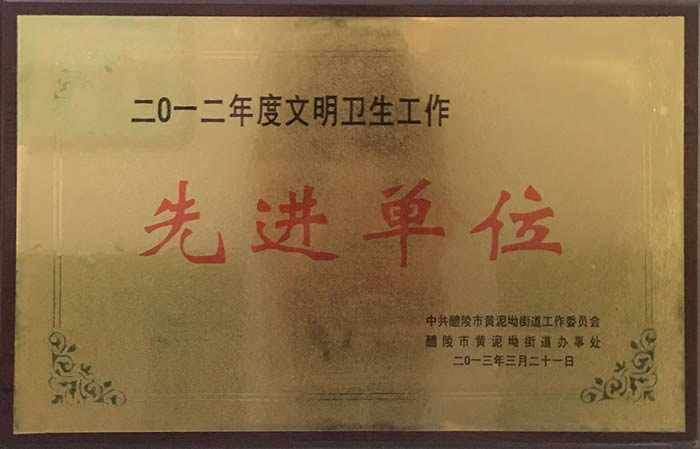 二0一二年度文明卫生工作
先进单位
中共醴陵市黄泥坳街道工作委员会
醴陵市黄泥坳街道办事处
二0一三年三月二十一日